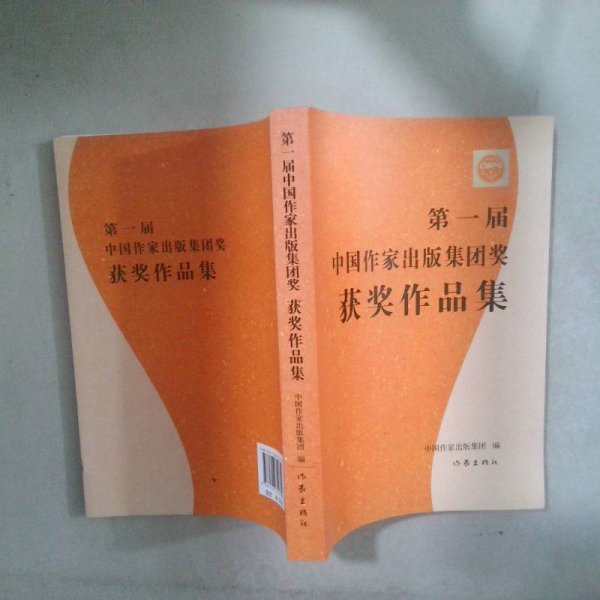 第一届
中国作家出版集团奖
获奖作品集
第一届中国作家出版集团奖 获奖作品集
中国作家出版集团 编
作家出版社
CWPG
第一届
中国作家出版集团奖
获奖作品集
中国作家出版集团 编
作家出版社